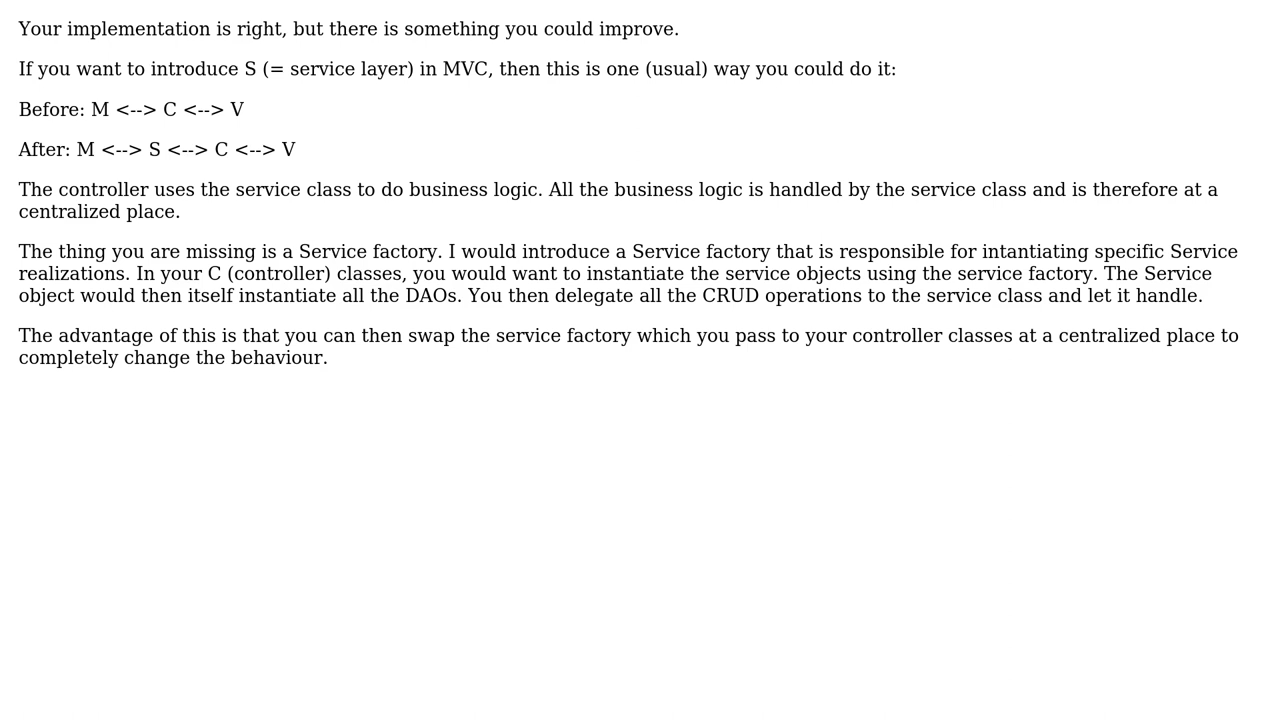 Your implementation is right, but there is something you could improve.
If you want to introduce S (= service layer) in MVC, then this is one (usual) way you could do it:
Before: M <--> C <--> V
After: M <--> S <--> C <--> V
The controller uses the service class to do business logic. All the business logic is handled by the service class and is therefore at a
centralized place.
The thing you are missing is a Service factory. I would introduce a Service factory that is responsible for intantiating specific Service
realizations. In your C (controller) classes, you would want to instantiate the service objects using the service factory. The Service
object would then itself instantiate all the DAOs. You then delegate all the CRUD operations to the service class and let it handle.
The advantage of this is that you can then swap the service factory which you pass to your controller classes at a centralized place to
completely change the behaviour.